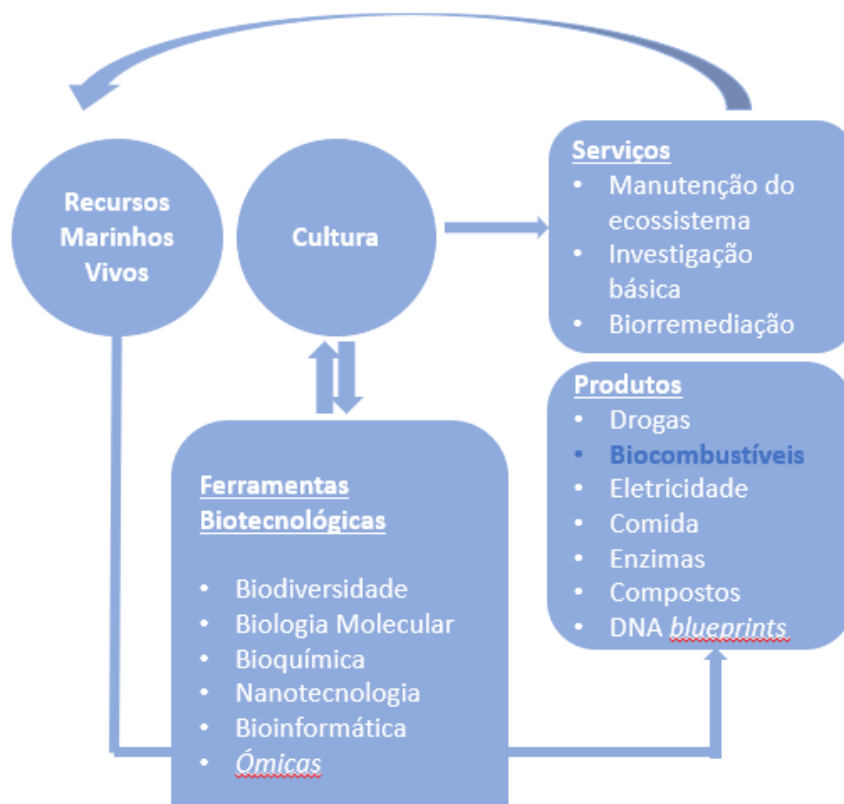 Recursos
Marinhos
Vivos
Cultura
Serviços
• Manutenção do
ecossistema
• Investigação
básica
• Biorremediação
Ferramentas
Biotecnológicas
• Biodiversidade
• Biologia Molecular
• Bioquímica
• Nanotecnologia
• Bioinformática
• Ómicas
Produtos
• Drogas
• Biocombustíveis
• Eletricidade
• Comida
• Enzimas
• Compostos
• DNA blueprints